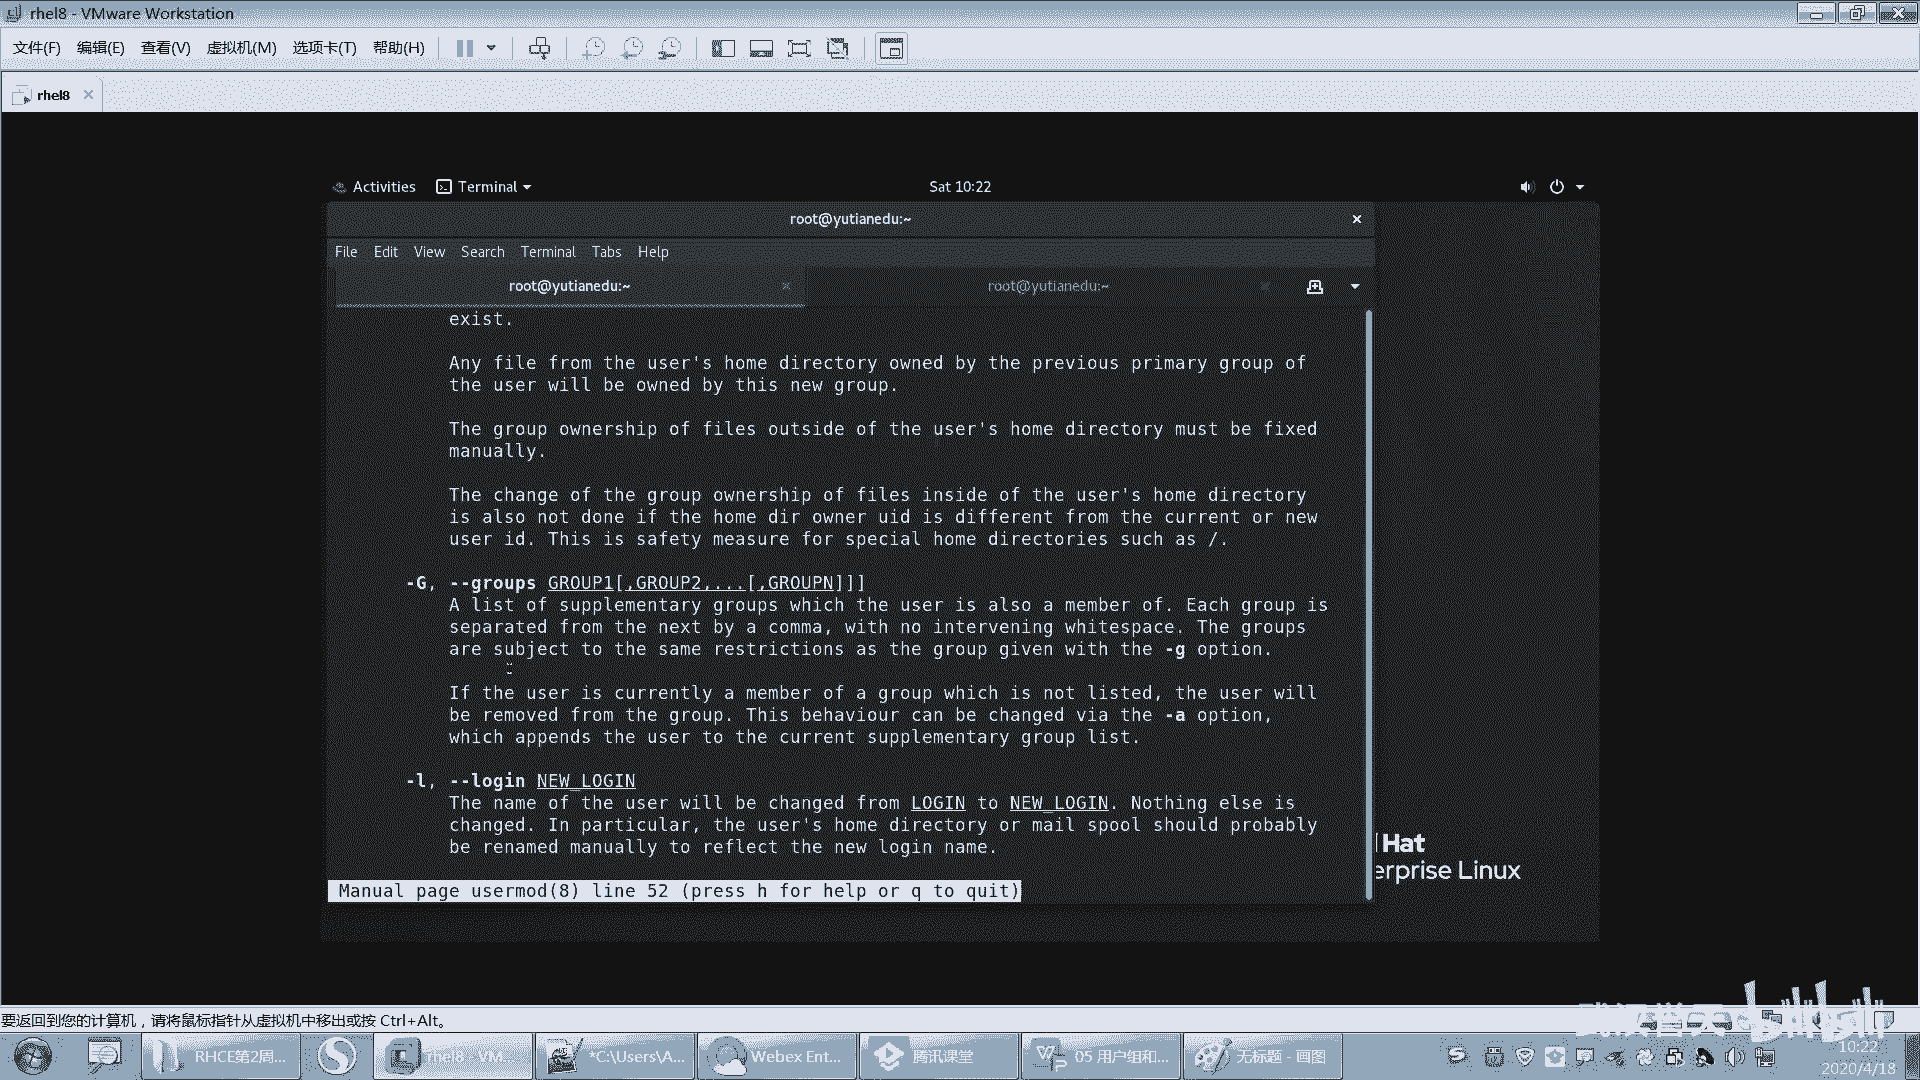 rhel8 - VMware Workstation
文件(F) 编辑(E) 查看(V) 虚拟机(M) 选项卡(T) 帮助(H)
rhel8
Activities Terminal Sat 10:22
root@yutianedu:~
File Edit View Search Terminal Tabs Help
root@yutianedu:~ root@yutianedu:~
exist.
Any file from the user's home directory owned by the previous primary group of
the user will be owned by this new group.
The group ownership of files outside of the user's home directory must be fixed
manually.
The change of the group ownership of files inside of the user's home directory
is also not done if the home dir owner uid is different from the current or new
user id. This is safety measure for special home directories such as /.
-G, --groups GROUP1[,GROUP2,...[,GROUPN]]]
A list of supplementary groups which the user is also a member of. Each group is
separated from the next by a comma, with no intervening whitespace. The groups
are subject to the same restrictions as the group given with the -g option.
If the user is currently a member of a group which is not listed, the user will
be removed from the group. This behaviour can be changed via the -a option,
which appends the user to the current supplementary group list.
-l, --login NEW_LOGIN
The name of the user will be changed from LOGIN to NEW_LOGIN. Nothing else is
changed. In particular, the user's home directory or mail spool should probably
be renamed manually to reflect the new login name.
Hat
erprise Linux
Manual page usermod(8) line 52 (press h for help or q to quit)
要返回到您的计算机，请将鼠标指针从虚拟机中移出或按 Ctrl+Alt。
RHCE第2周... rhel8 - VM... *C:\Users\A... Webex Ent... 腾讯课堂 05 用户组和... 无标题 - 画图
10:22
2020/4/18